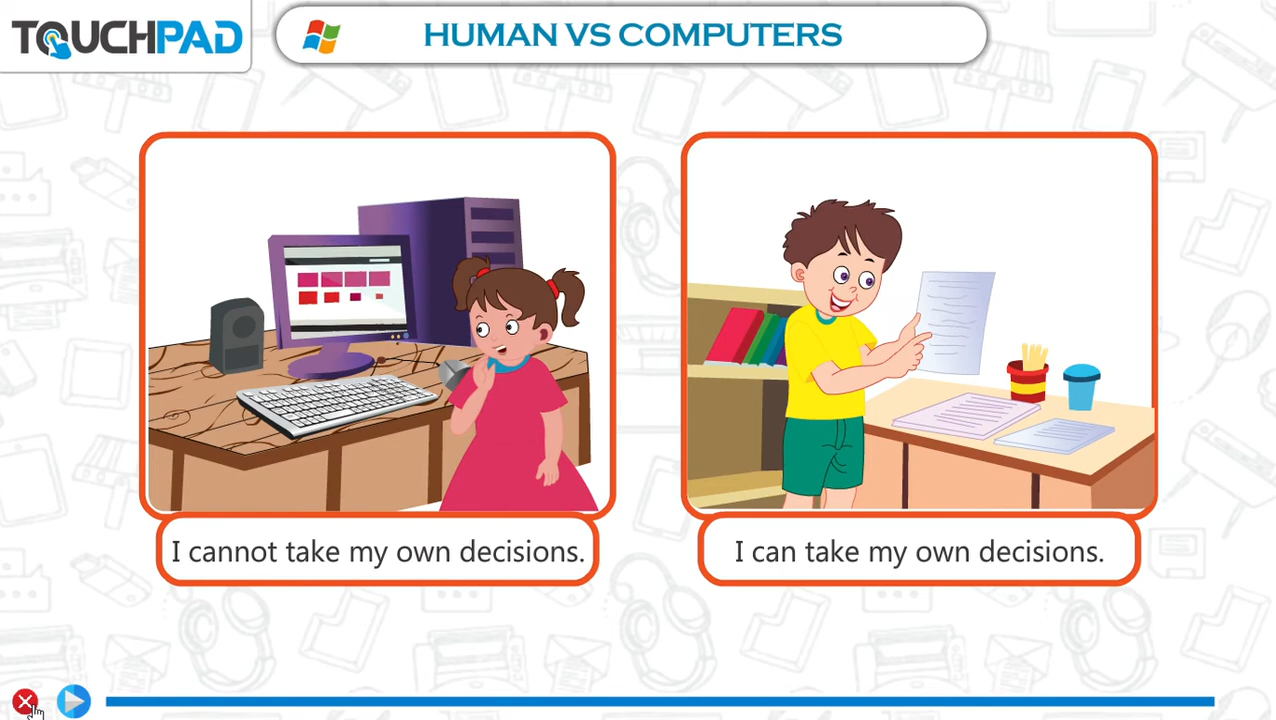 TOUCHPAD
HUMAN VS COMPUTERS
I cannot take my own decisions.
I can take my own decisions.